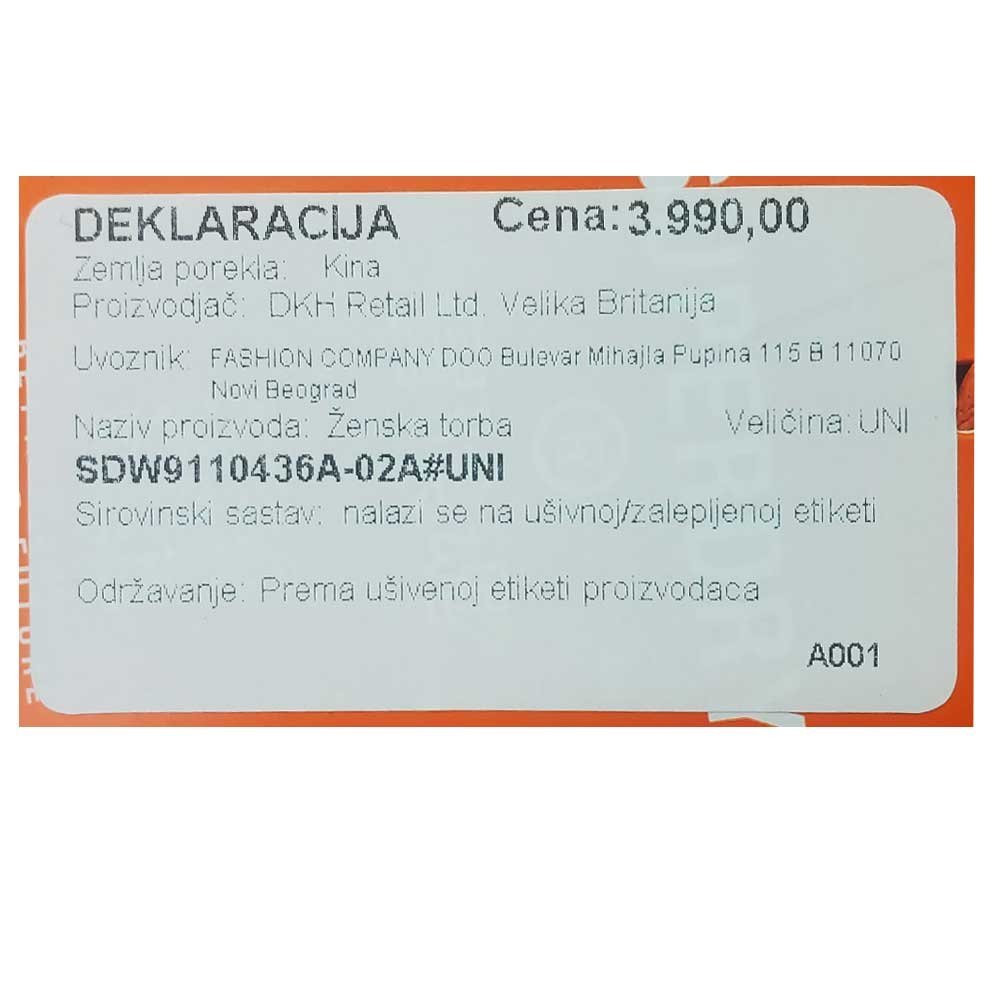 DEKLARACIJA Cena: 3.990,00
Zemlja porekla: Kina
Proizvodjač: DKH Retail Ltd. Velika Britanija
Uvoznik: FASHION COMPANY DOO Bulevar Mihajla Pupina 115 B 11070
Novi Beograd
Naziv proizvoda: Ženska torba Veličina: UNI
SDW9110436A-02A#UNI
Sirovinski sastav: nalazi se na ušivnoj/zalepljenoj etiketi
Održavanje: Prema ušivenoj etiketi proizvodaca
A001
SUPERDRY